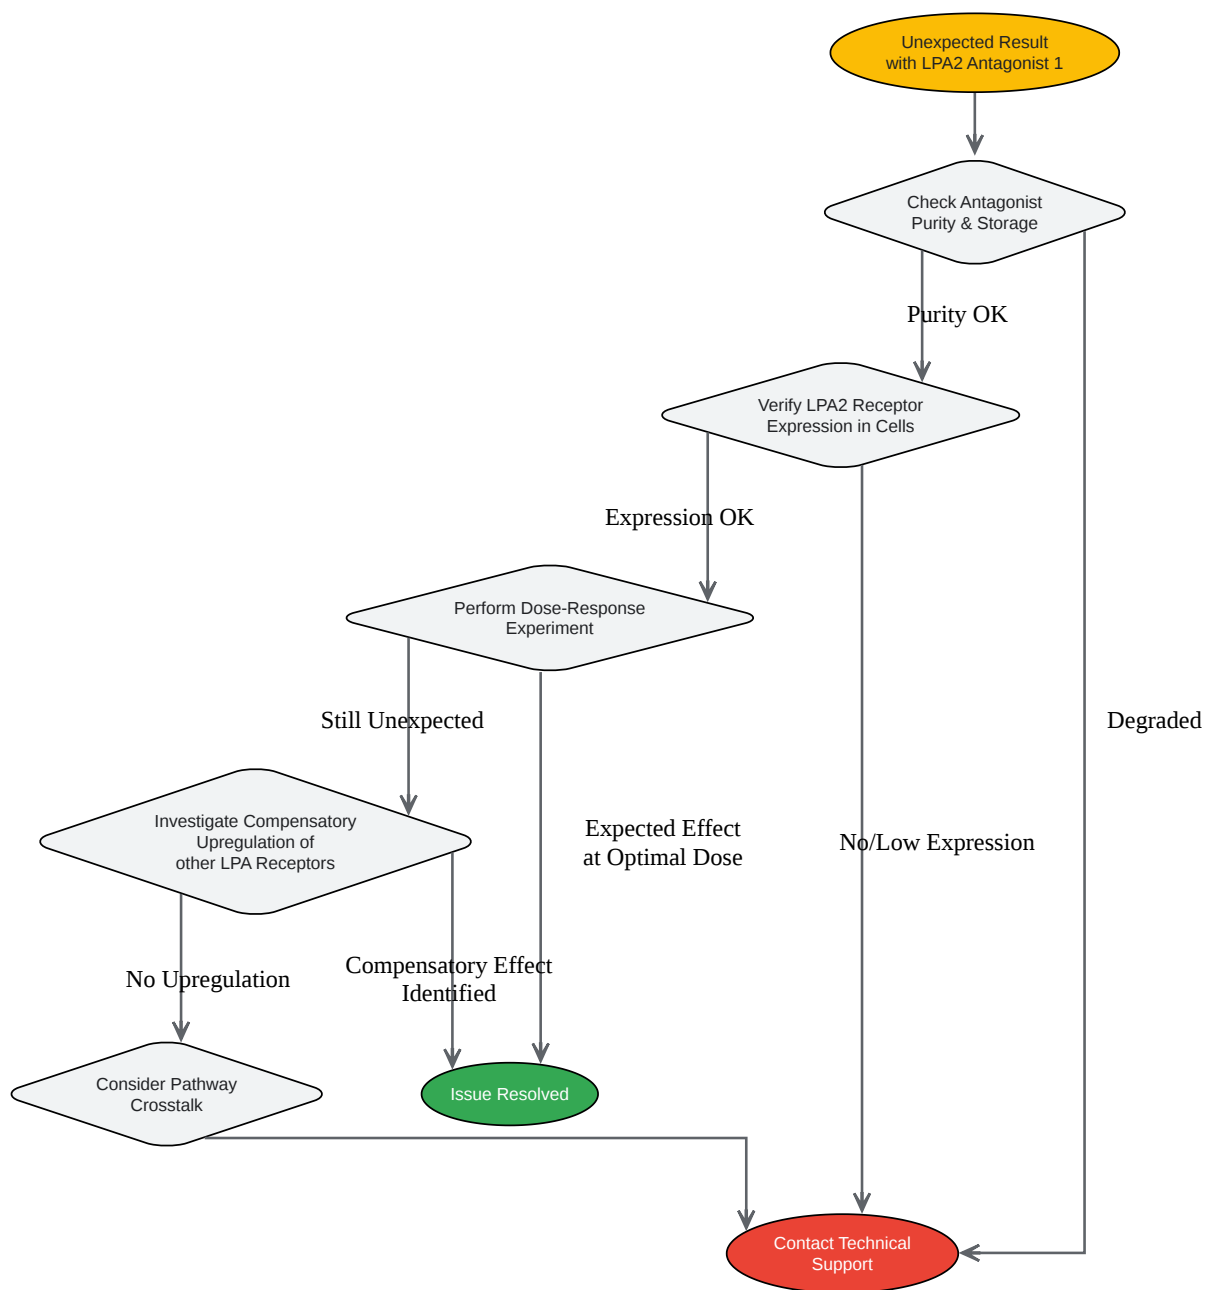 Unexpected Result
with LPA2 Antagonist 1
Check Antagonist
Purity & Storage
Purity OK
Verify LPA2 Receptor
Expression in Cells
Expression OK
Perform Dose-Response
Experiment
Still Unexpected
Degraded
Investigate Compensatory
Upregulation of
other LPA Receptors
Expected Effect
at Optimal Dose
No/Low Expression
No Upregulation
Compensatory Effect
Identified
Consider Pathway
Crosstalk
Issue Resolved
Contact Technical
Support